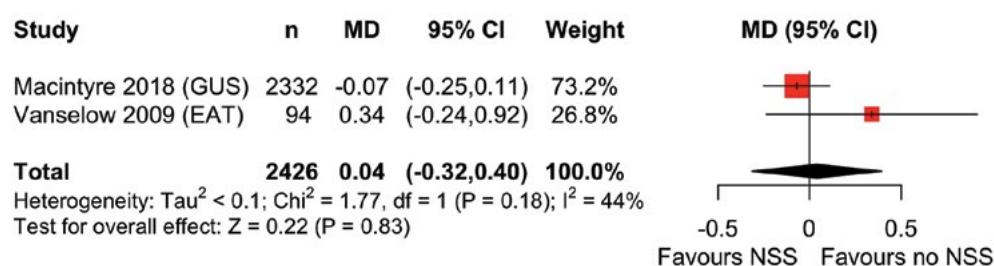 Study n MD 95% CI Weight MD (95% CI)
Macintyre 2018 (GUS) 2332 -0.07 (-0.25,0.11) 73.2%
Vanselow 2009 (EAT) 94 0.34 (-0.24,0.92) 26.8%
Total 2426 0.04 (-0.32,0.40) 100.0%
Heterogeneity: Tau² < 0.1; Chi² = 1.77, df = 1 (P = 0.18); I² = 44%
Test for overall effect: Z = 0.22 (P = 0.83)
-0.5 0 0.5
Favours NSS Favours no NSS